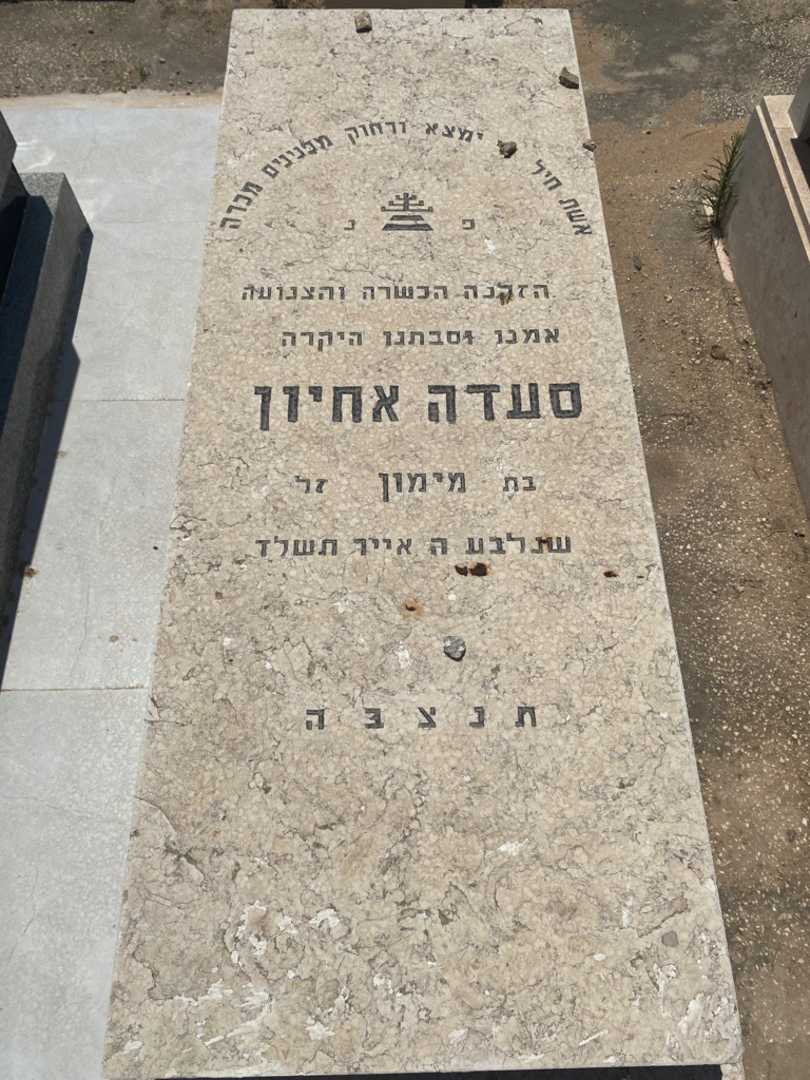 אשת חיל מי ימצא ורחוק מפנינים מכרה
פ נ
הזקנה הכשרה והצנועה
אמנו וסבתנו היקרה
סעדה אחיון
בת מימון זל
שנלבע ה אייר תשלד
ת נ צ ב ה